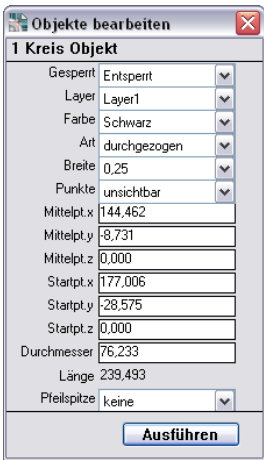 Objekte bearbeiten
1 Kreis Objekt
Gesperrt Entsperrt
Layer Layer1
Farbe Schwarz
Art durchgezogen
Breite 0,25
Punkte unsichtbar
Mittelpt.x 144,462
Mittelpt.y -8,731
Mittelpt.z 0,000
Startpt.x 177,006
Startpt.y -28,575
Startpt.z 0,000
Durchmesser 76,233
Länge 239,493
Pfeilspitze keine
Ausführen